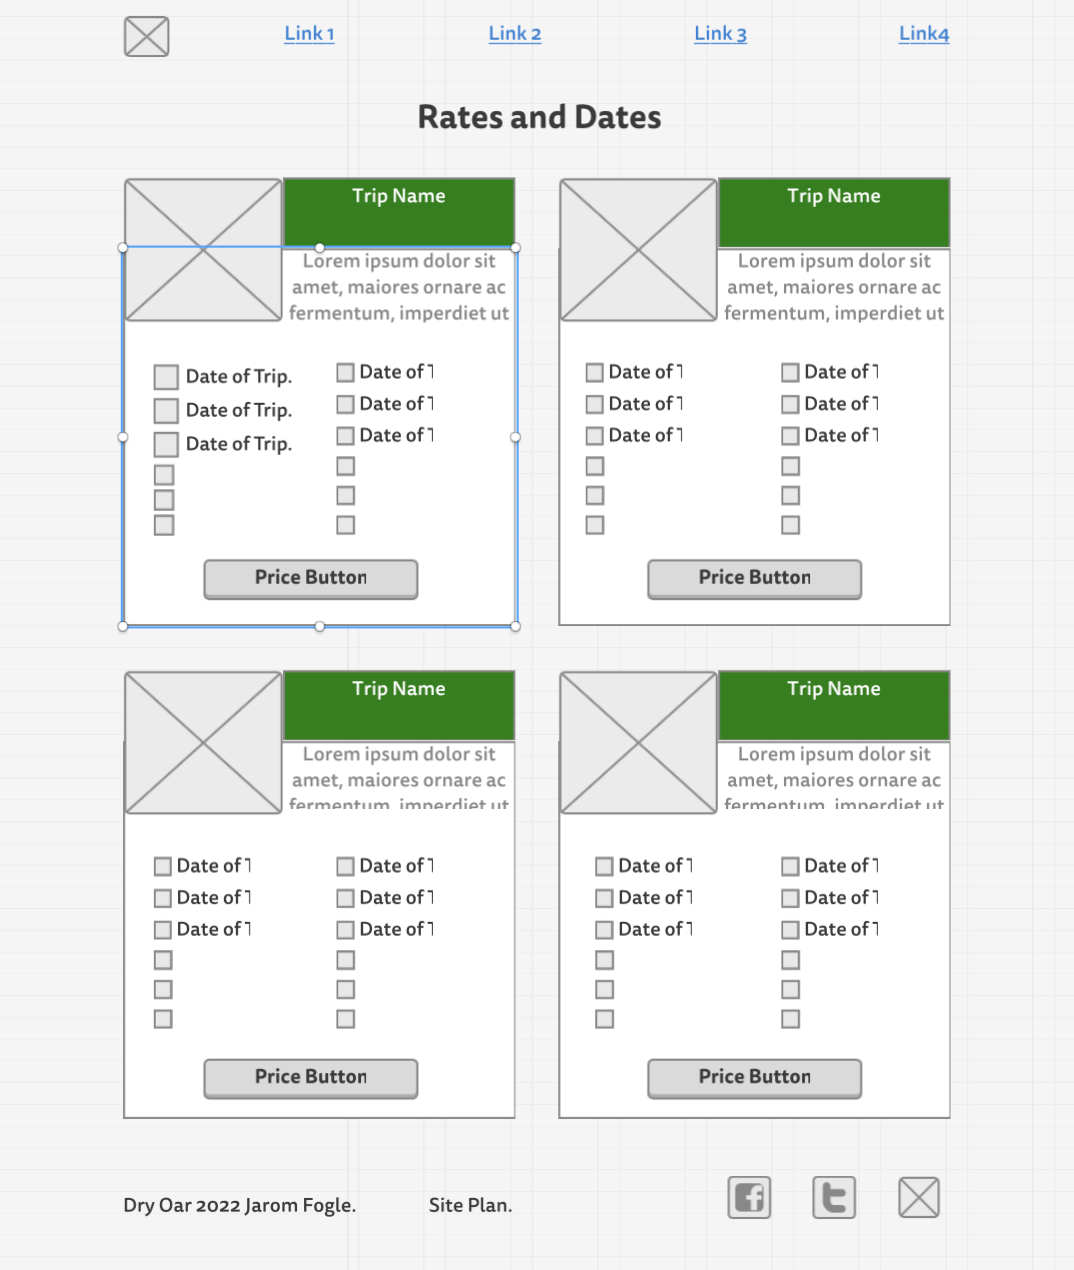 Link 1
Link 2
Link 3
Link4
Rates and Dates
Trip Name
Lorem ipsum dolor sit
amet, maiores ornare ac
fermentum, imperdiet ut
Date of Trip.
Date of Trip.
Date of Trip.
Date of T
Date of T
Date of T
Price Button
Trip Name
Lorem ipsum dolor sit
amet, maiores ornare ac
fermentum, imperdiet ut
Date of T
Date of T
Date of T
Date of T
Date of T
Date of T
Price Button
Trip Name
Lorem ipsum dolor sit
amet, maiores ornare ac
fermentum, imperdiet ut
Date of T
Date of T
Date of T
Date of T
Date of T
Date of T
Price Button
Trip Name
Lorem ipsum dolor sit
amet, maiores ornare ac
fermentum, imperdiet ut
Date of T
Date of T
Date of T
Date of T
Date of T
Date of T
Price Button
Dry Oar 2022 Jarom Fogle.
Site Plan.